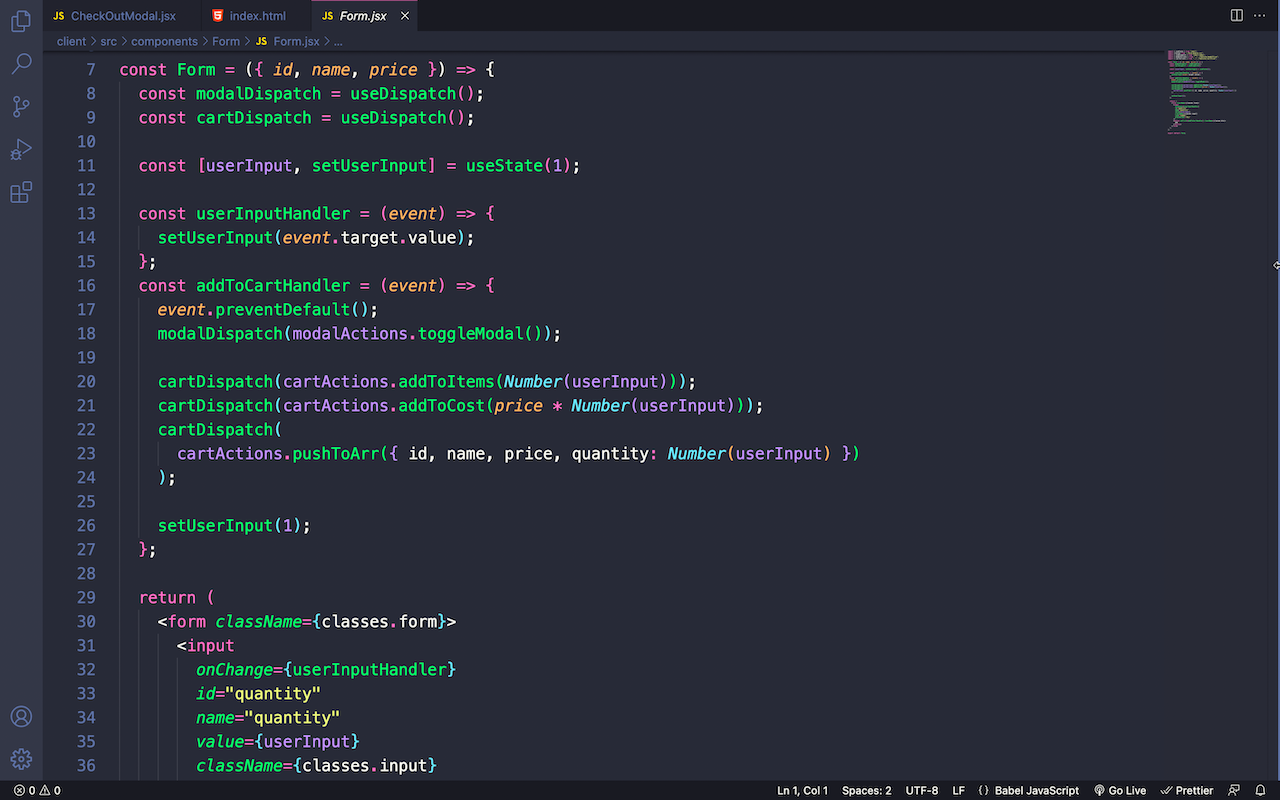 JS CheckOutModal.jsx index.html JS Form.jsx
client > src > components > Form > JS Form.jsx > ...
7 const Form = ({ id, name, price }) => {
8 const modalDispatch = useDispatch();
9 const cartDispatch = useDispatch();
10
11 const [userInput, setUserInput] = useState(1);
12
13 const userInputHandler = (event) => {
14 setUserInput(event.target.value);
15 };
16 const addToCartHandler = (event) => {
17 event.preventDefault();
18 modalDispatch(modalActions.toggleModal());
19
20 cartDispatch(cartActions.addToItems(Number(userInput)));
21 cartDispatch(cartActions.addToCost(price * Number(userInput)));
22 cartDispatch(
23 cartActions.pushToArr({ id, name, price, quantity: Number(userInput) })
24 );
25
26 setUserInput(1);
27 };
28
29 return (
30 <form className={classes.form}>
31 <input
32 onChange={userInputHandler}
33 id="quantity"
34 name="quantity"
35 value={userInput}
36 className={classes.input}
0 0 Ln 1, Col 1 Spaces: 2 UTF-8 LF {} Babel JavaScript Go Live Prettier